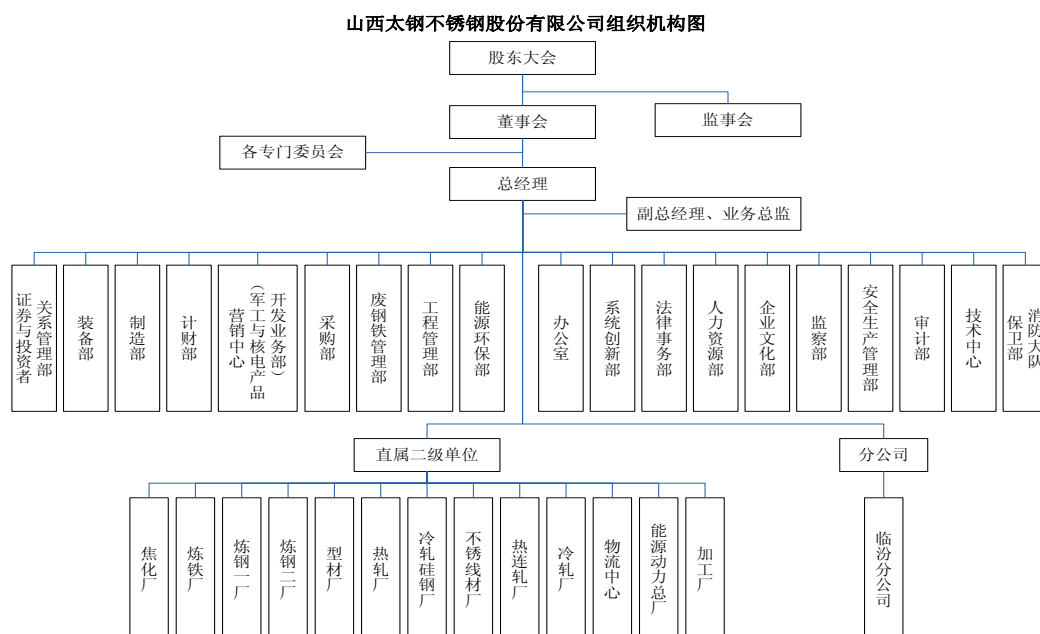 山西太钢不锈钢股份有限公司组织机构图
股东大会
董事会
监事会
各专门委员会
总经理
副总经理、业务总监
证券与投资者
关系管理部
装备部
制造部
计财部
营销中心
（军工与核电产品
开发业务部）
采购部
废钢铁管理部
工程管理部
能源环保部
办公室
系统创新部
法律事务部
人力资源部
企业文化部
监察部
安全生产管理部
审计部
技术中心
保卫部
消防大队
直属二级单位
分公司
焦化厂
炼铁厂
炼钢一厂
炼钢二厂
型材厂
热轧厂
冷轧硅钢厂
不锈线材厂
热连轧厂
冷轧厂
物流中心
能源动力总厂
加工厂
临汾分公司